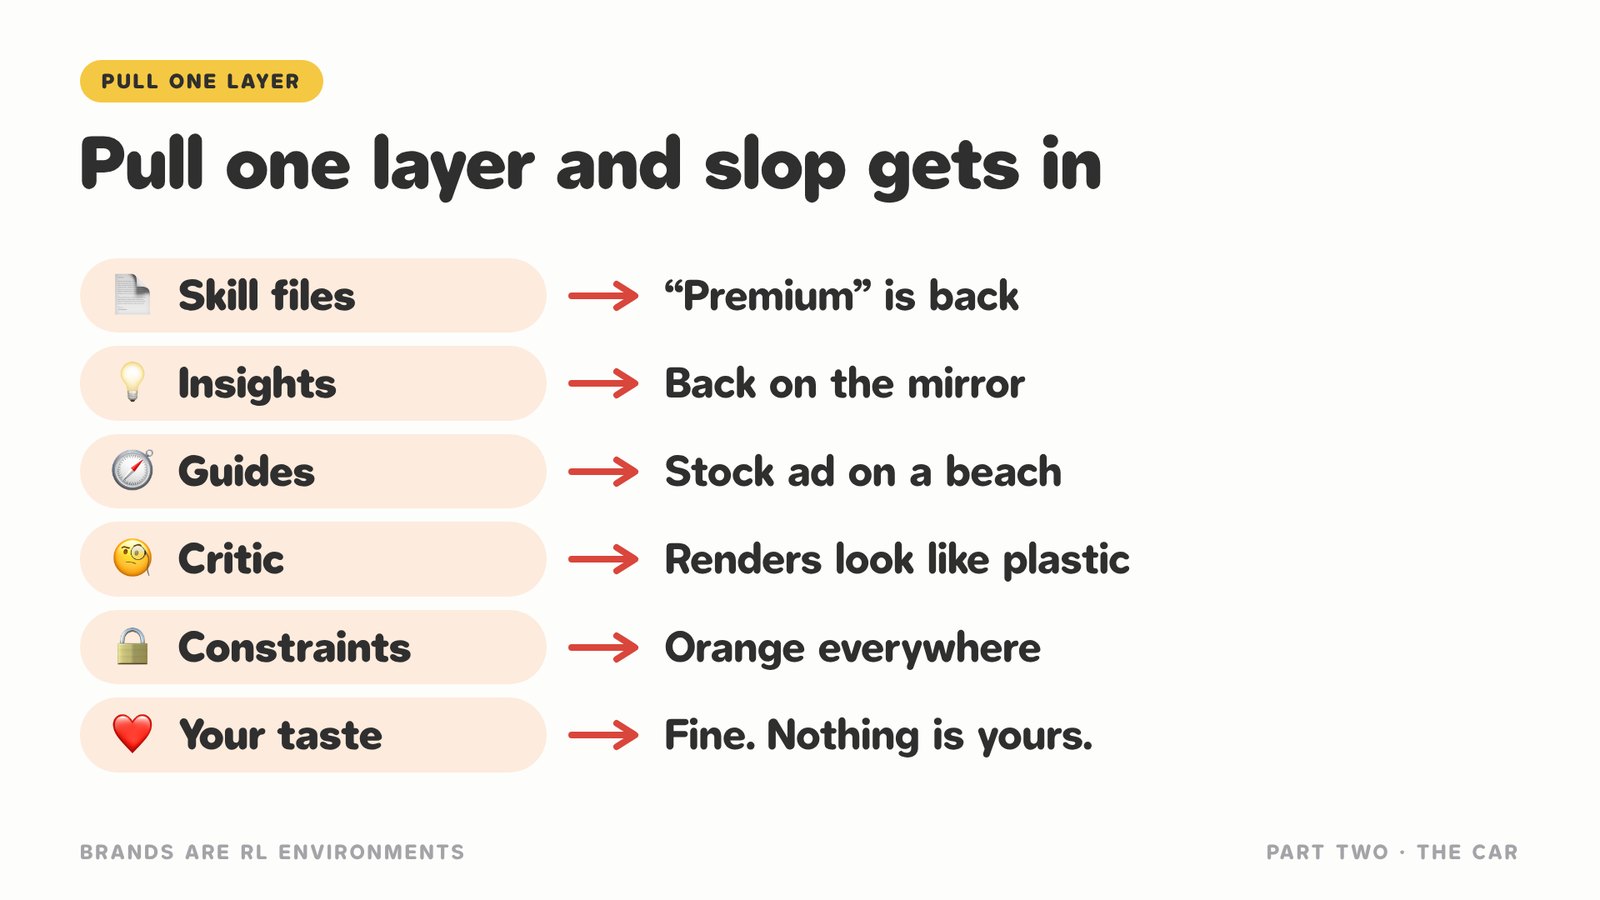 PULL ONE LAYER
Pull one layer and slop gets in
Skill files → “Premium” is back
Insights → Back on the mirror
Guides → Stock ad on a beach
Critic → Renders look like plastic
Constraints → Orange everywhere
Your taste → Fine. Nothing is yours.
BRANDS ARE RL ENVIRONMENTS
PART TWO · THE CAR